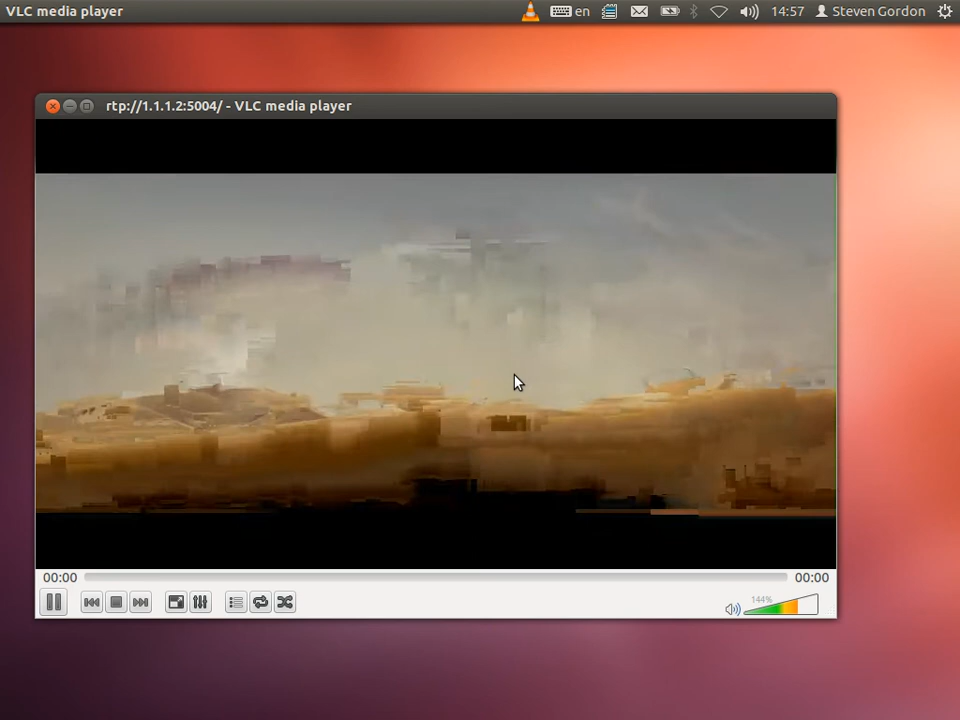 VLC media player
en
14:57
Steven Gordon
rtp://1.1.1.2:5004/ - VLC media player
00:00
00:00
144%